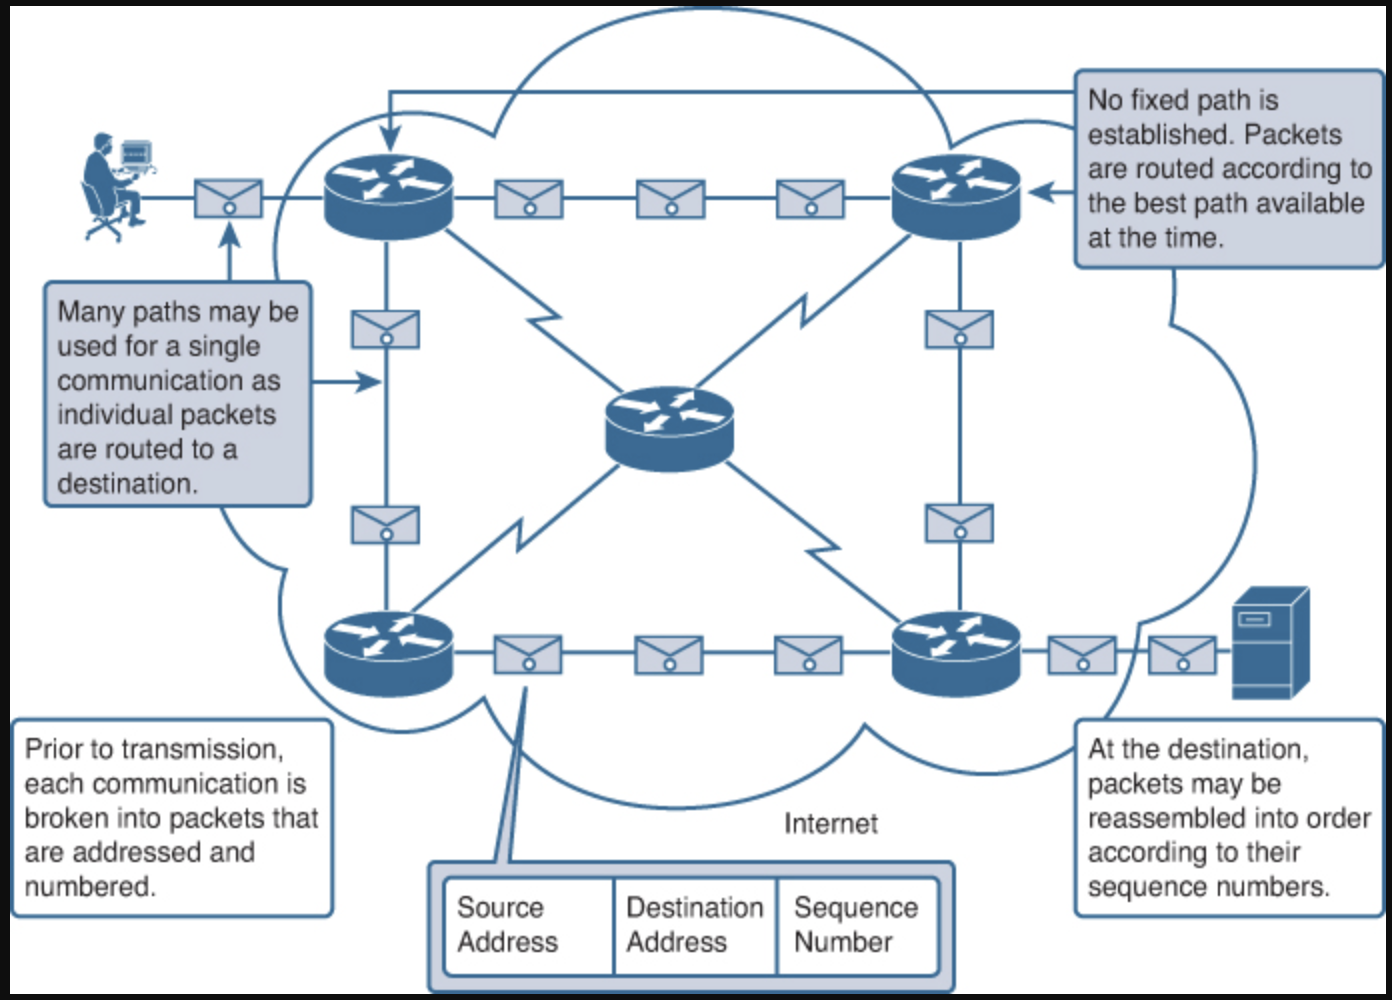 No fixed path is
established. Packets
are routed according to
the best path available
at the time.
Many paths may be
used for a single
communication as
individual packets
are routed to a
destination.
Prior to transmission,
each communication is
broken into packets that
are addressed and
numbered.
At the destination,
packets may be
reassembled into order
according to their
sequence numbers.
Internet
Source
Address
Destination
Address
Sequence
Number